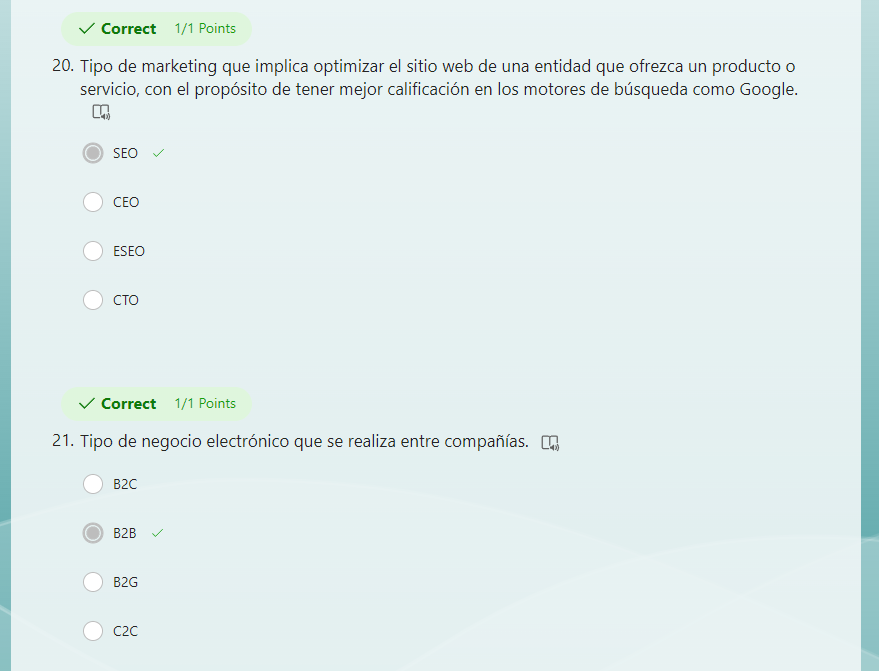 Correct 1/1 Points
20. Tipo de marketing que implica optimizar el sitio web de una entidad que ofrezca un producto o
servicio, con el propósito de tener mejor calificación en los motores de búsqueda como Google.
SEO
CEO
ESEO
CTO
Correct 1/1 Points
21. Tipo de negocio electrónico que se realiza entre compañías.
B2C
B2B
B2G
C2C